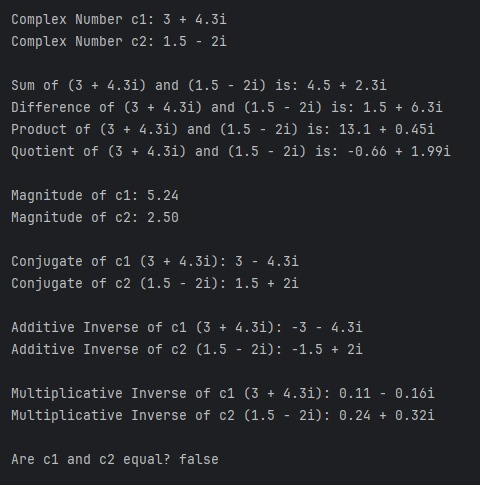 Complex Number c1: 3 + 4.3i
Complex Number c2: 1.5 - 2i
Sum of (3 + 4.3i) and (1.5 - 2i) is: 4.5 + 2.3i
Difference of (3 + 4.3i) and (1.5 - 2i) is: 1.5 + 6.3i
Product of (3 + 4.3i) and (1.5 - 2i) is: 13.1 + 0.45i
Quotient of (3 + 4.3i) and (1.5 - 2i) is: -0.66 + 1.99i
Magnitude of c1: 5.24
Magnitude of c2: 2.50
Conjugate of c1 (3 + 4.3i): 3 - 4.3i
Conjugate of c2 (1.5 - 2i): 1.5 + 2i
Additive Inverse of c1 (3 + 4.3i): -3 - 4.3i
Additive Inverse of c2 (1.5 - 2i): -1.5 + 2i
Multiplicative Inverse of c1 (3 + 4.3i): 0.11 - 0.16i
Multiplicative Inverse of c2 (1.5 - 2i): 0.24 + 0.32i
Are c1 and c2 equal? false